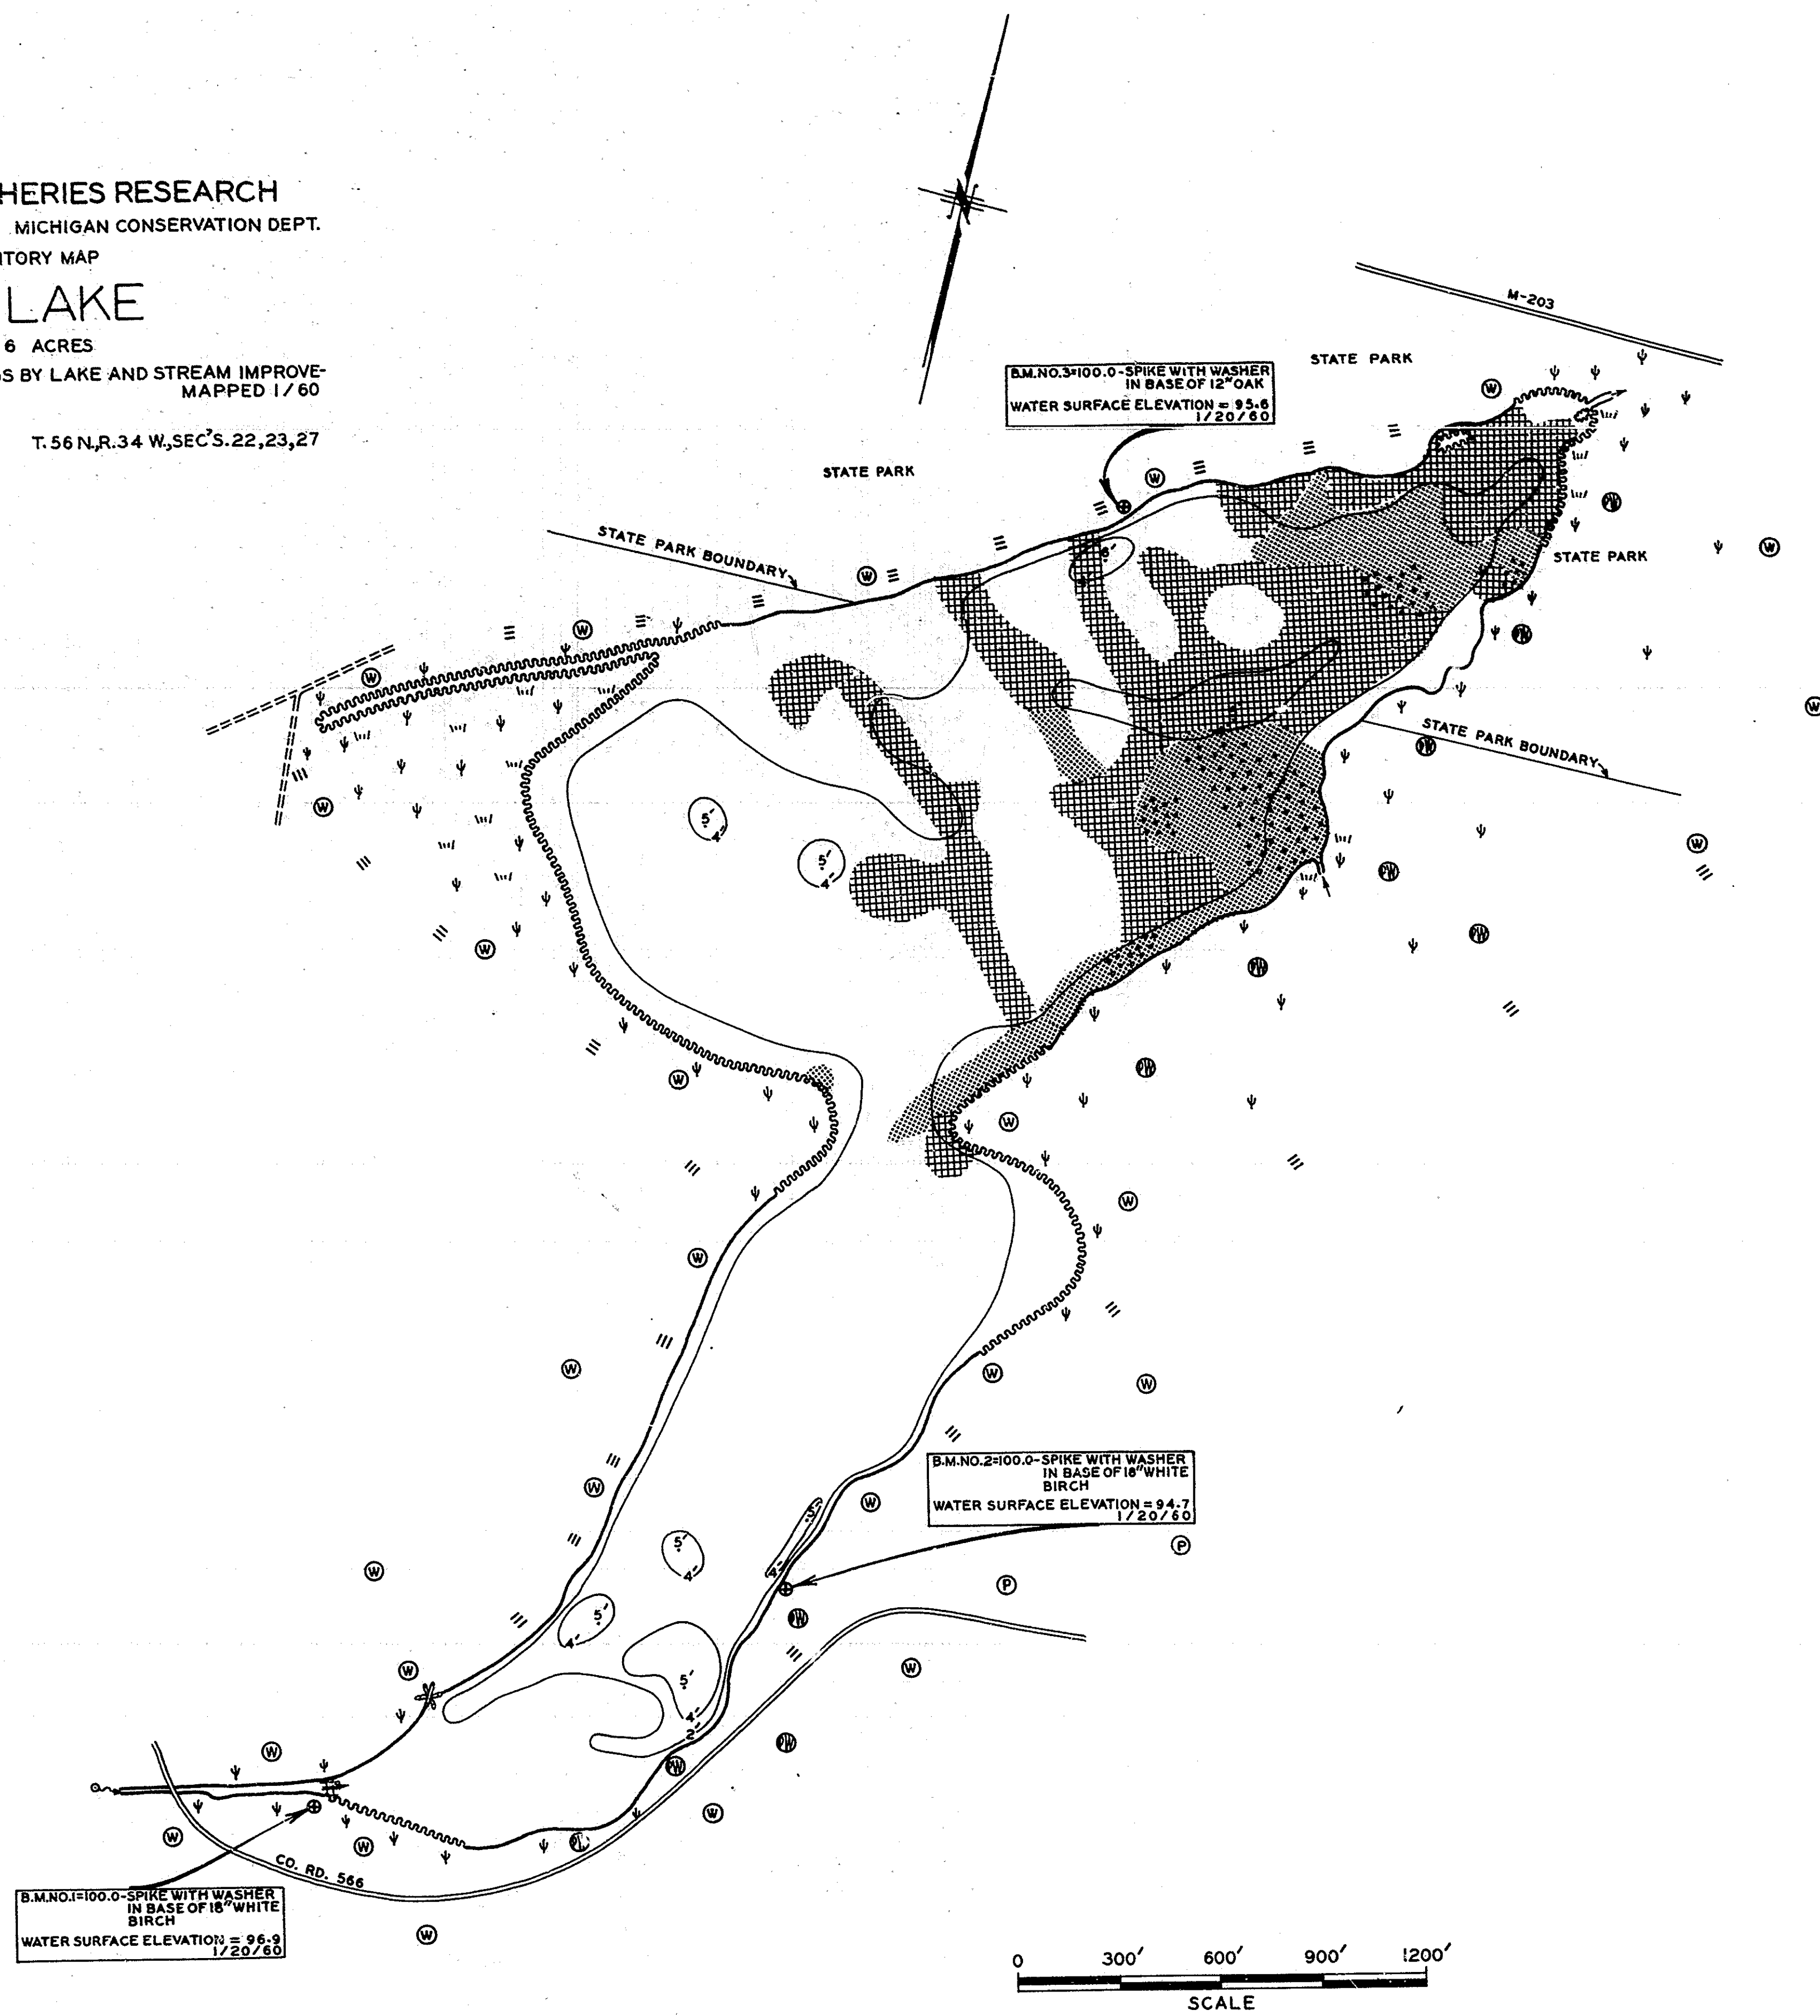 HERIES RESEARCH
MICHIGAN CONSERVATION DEPT.
TORY MAP
LAKE
6 ACRES
S BY LAKE AND STREAM IMPROVE-
MAPPED 1/60
T. 56 N., R. 34 W., SEC'S. 22, 23, 27
M-203
STATE PARK
B.M. NO. 3=100.0-SPIKE WITH WASHER
IN BASE OF 12" OAK
WATER SURFACE ELEVATION = 95.6
1/20/60
STATE PARK
STATE PARK BOUNDARY
STATE PARK
6'
STATE PARK BOUNDARY
5'
4'
5'
4'
B.M. NO. 2=100.0-SPIKE WITH WASHER
IN BASE OF 18" WHITE
BIRCH
WATER SURFACE ELEVATION = 94.7
1/20/60
5'
4'
5'
4'
5'
4'
5'
4'
2'
W
P
PW
CO. RD. 566
B.M. NO. 1=100.0-SPIKE WITH WASHER
IN BASE OF 18" WHITE
BIRCH
WATER SURFACE ELEVATION = 96.9
1/20/60
0 300' 600' 900' 1200'
SCALE